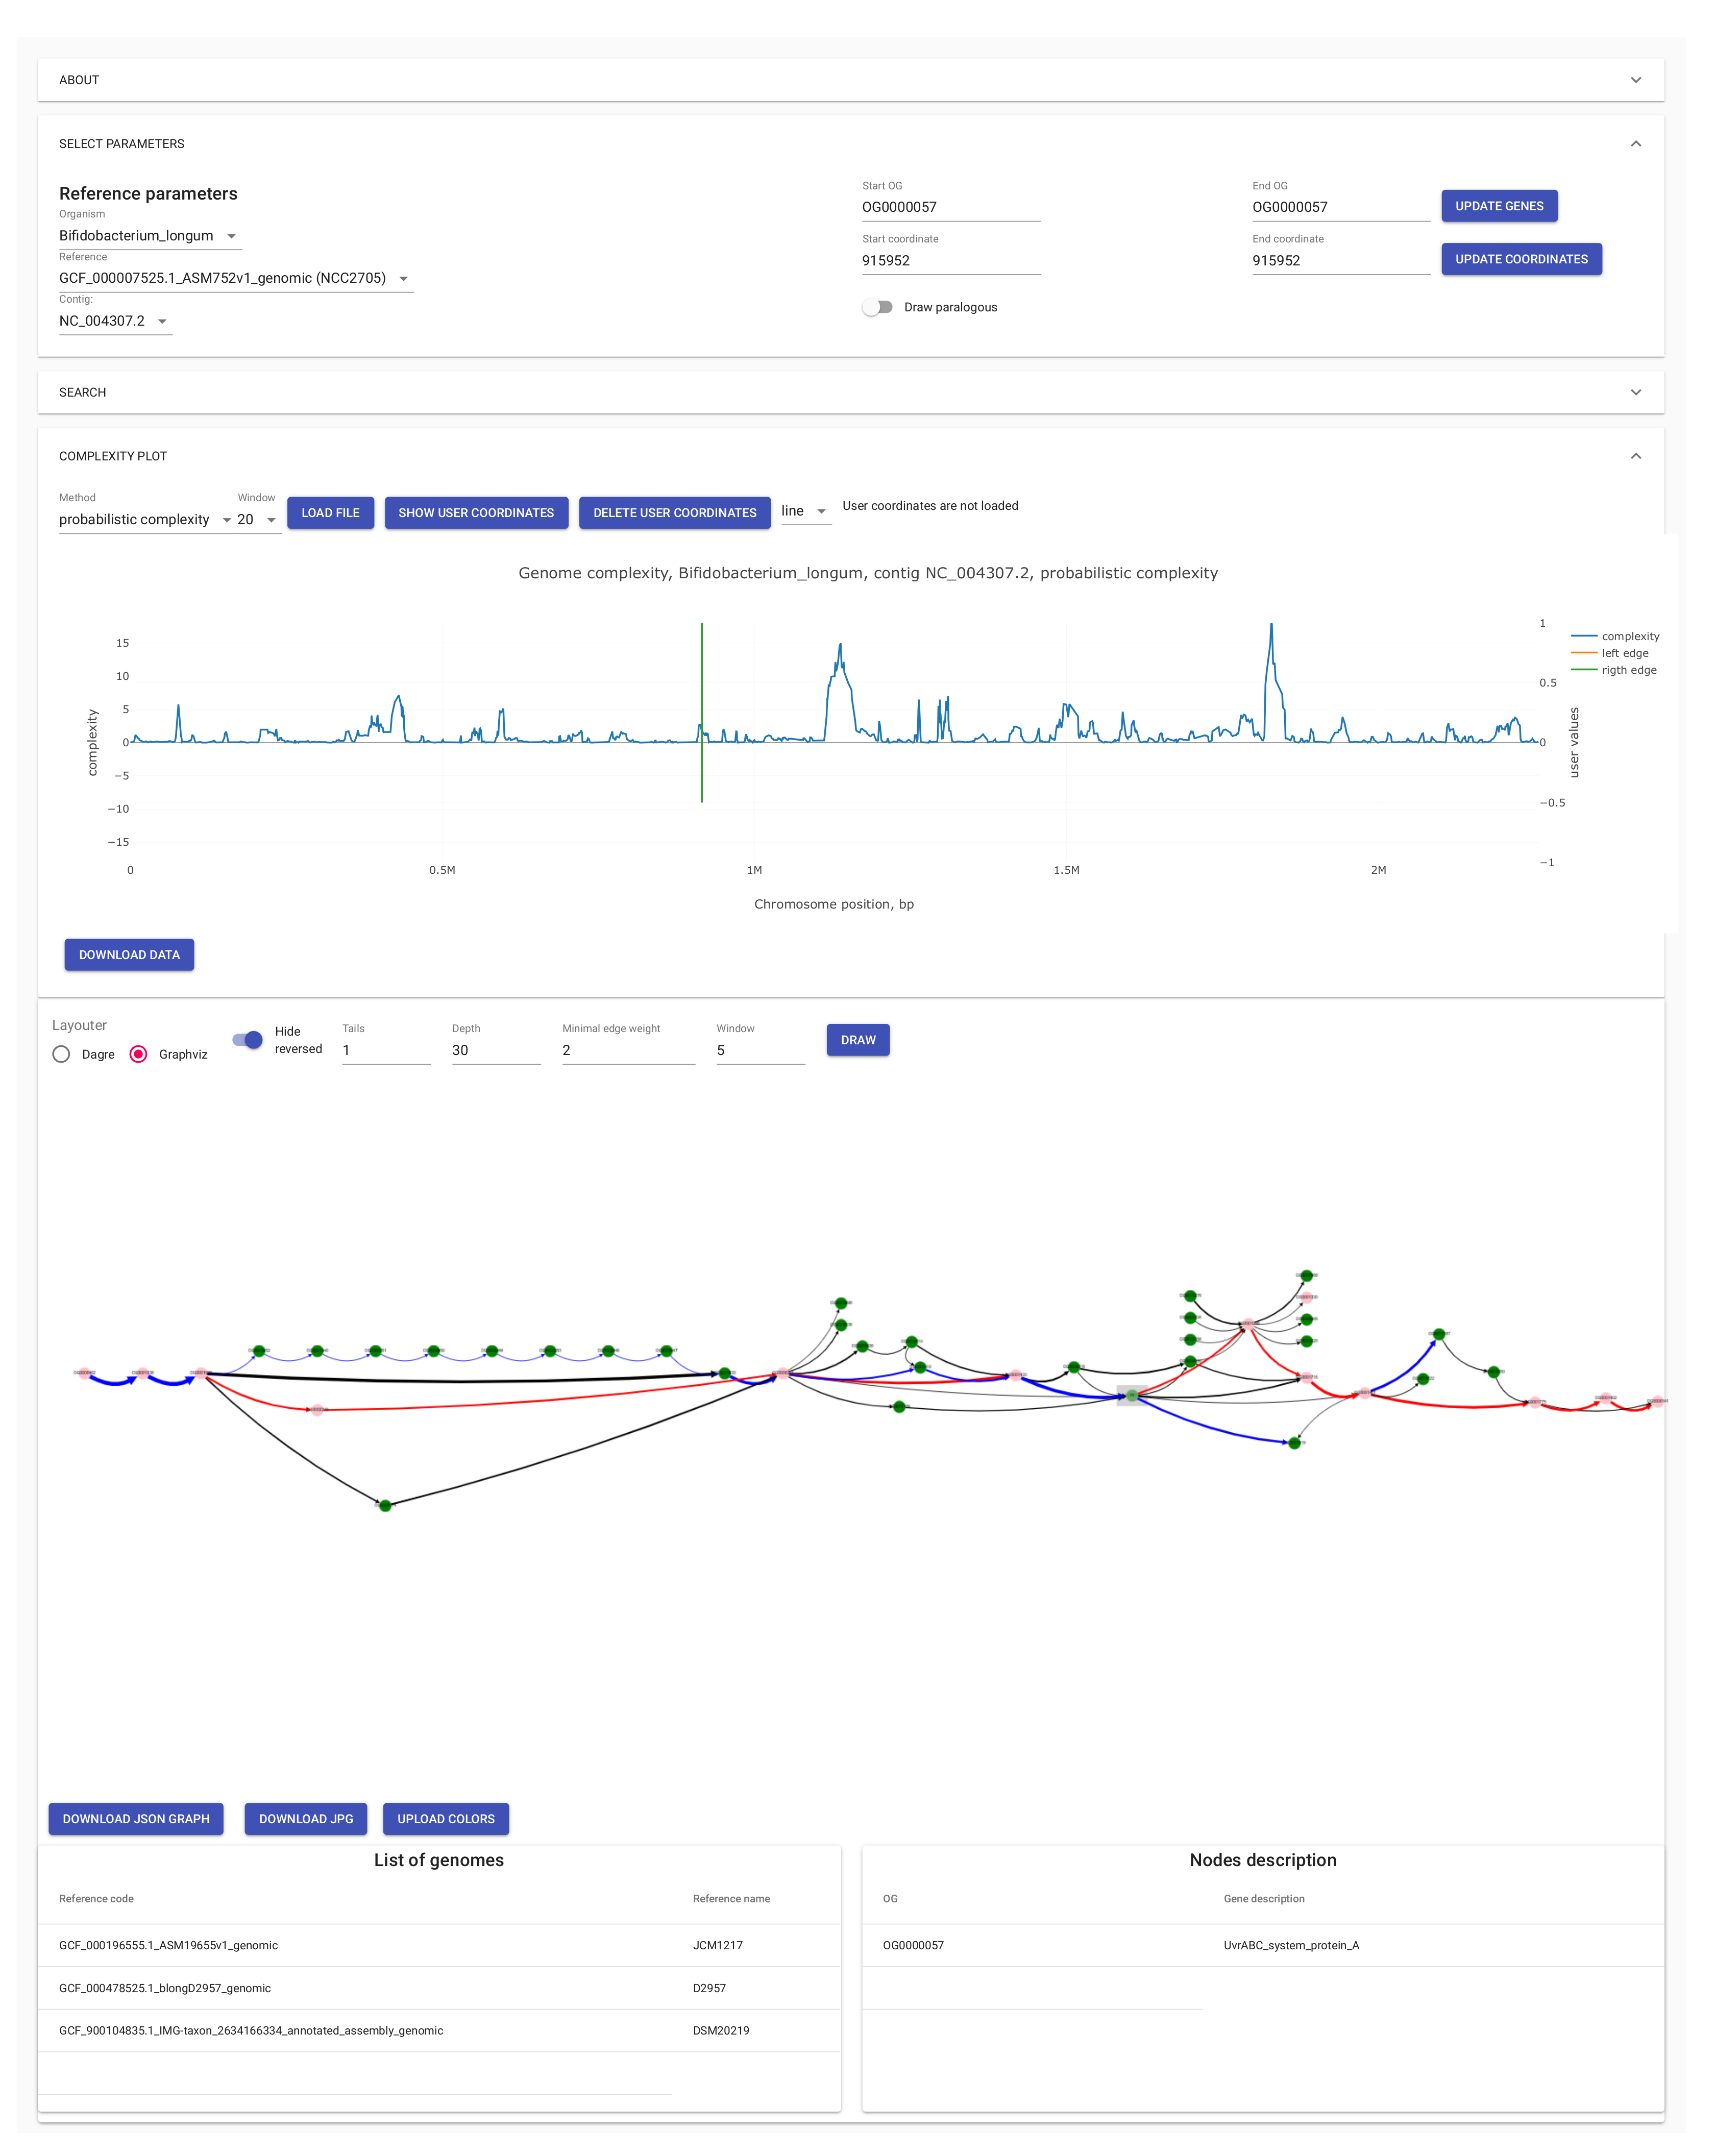 ABOUT
SELECT PARAMETERS
Reference parameters
Organism
Bifidobacterium_longum
Reference
GCF_000007525.1_ASM752v1_genomic (NCC2705)
Contig:
NC_004307.2
Start OG
OG0000057
End OG
OG0000057
UPDATE GENES
Start coordinate
915952
End coordinate
915952
UPDATE COORDINATES
Draw paralogous
SEARCH
COMPLEXITY PLOT
Method
probabilistic complexity
Window
20
LOAD FILE
SHOW USER COORDINATES
DELETE USER COORDINATES
line
User coordinates are not loaded
Genome complexity, Bifidobacterium_longum, contig NC_004307.2, probabilistic complexity
15
10
5
0
−5
−10
−15
complexity
0
0.5M
1M
1.5M
2M
Chromosome position, bp
1
0.5
0
−0.5
−1
user values
complexity
left edge
rigth edge
DOWNLOAD DATA
Layouter
Dagre
Graphviz
Hide
reversed
Tails
1
Depth
30
Minimal edge weight
2
Window
5
DRAW
DOWNLOAD JSON GRAPH
DOWNLOAD JPG
UPLOAD COLORS
List of genomes
Reference code
Reference name
GCF_000196555.1_ASM19655v1_genomic
JCM1217
GCF_000478525.1_blongD2957_genomic
D2957
GCF_900104835.1_IMG-taxon_2634166334_annotated_assembly_genomic
DSM20219
Nodes description
OG
Gene description
OG0000057
UvrABC_system_protein_A